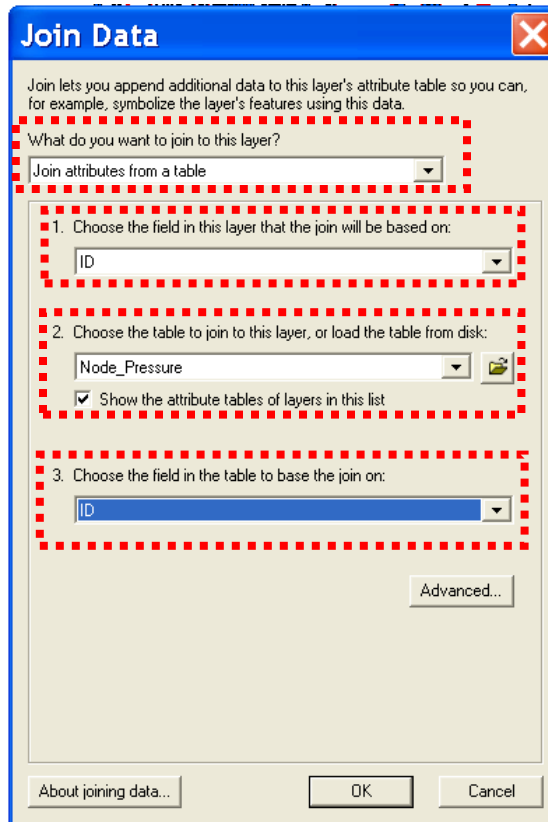 Join Data
Join lets you append additional data to this layer's attribute table so you can,
for example, symbolize the layer's features using this data.
What do you want to join to this layer?
Join attributes from a table
1. Choose the field in this layer that the join will be based on:
ID
2. Choose the table to join to this layer, or load the table from disk:
Node_Pressure
Show the attribute tables of layers in this list
3. Choose the field in the table to base the join on:
ID
Advanced...
About joining data...
OK
Cancel